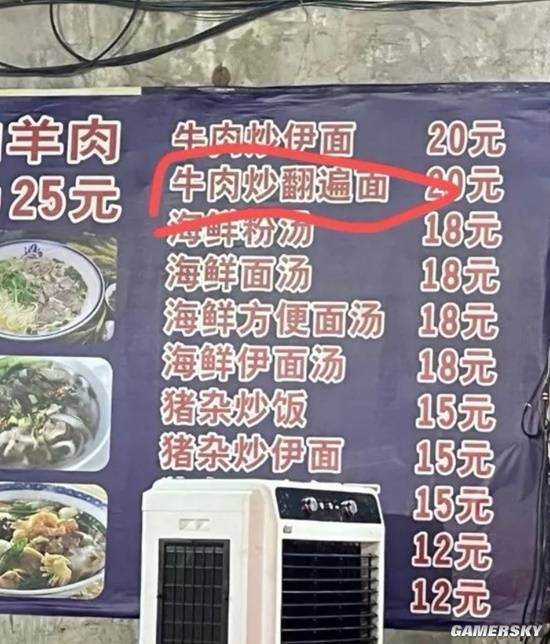 羊肉
25元
牛肉炒伊面 20元
牛肉炒翻遍面 20元
海鲜粉汤 18元
海鲜面汤 18元
海鲜方便面汤 18元
海鲜伊面汤 18元
猪杂炒饭 15元
猪杂炒伊面 15元
15元
12元
12元
GAMERSKY